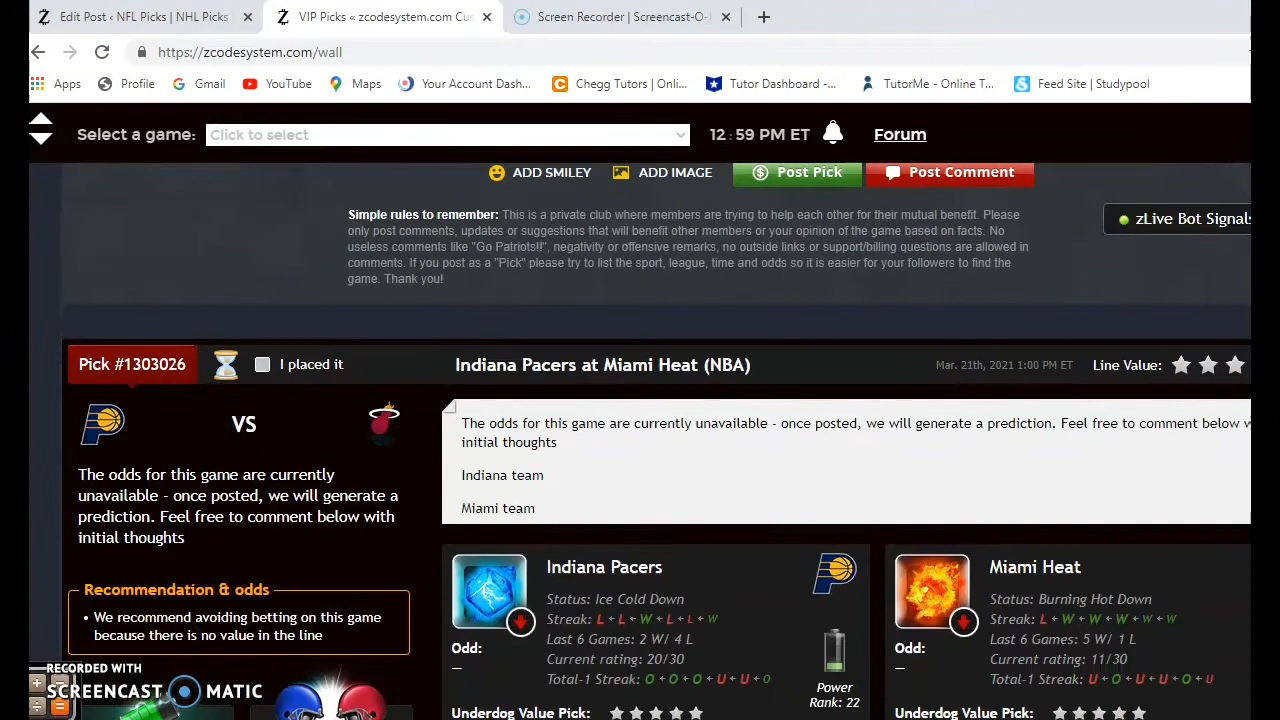 Edit Post ‹ NFL Picks | NHL Picks
VIP Picks « zcodesystem.com Cus
Screen Recorder | Screencast-O-
https://zcodesystem.com/wall
Apps
Profile
Gmail
YouTube
Maps
Your Account Dash...
Chegg Tutors | Onli...
Tutor Dashboard -...
TutorMe - Online T...
Feed Site | Studypool
Select a game:
Click to select
12:59 PM ET
Forum
ADD SMILEY
ADD IMAGE
Post Pick
Post Comment
Simple rules to remember: This is a private club where members are trying to help each other for their mutual benefit. Please
only post comments, updates or suggestions that will benefit other members or your opinion of the game based on facts. No
useless comments like "Go Patriots!!", negativity or offensive remarks, no outside links or support/billing questions are allowed in
comments. If you post as a "Pick" please try to list the sport, league, time and odds so it is easier for your followers to find the
game. Thank you!
zLive Bot Signals
Pick #1303026
I placed it
Indiana Pacers at Miami Heat (NBA)
Mar. 21th, 2021 1:00 PM ET
Line Value:
VS
The odds for this game are currently
unavailable - once posted, we will generate a
prediction. Feel free to comment below with
initial thoughts
The odds for this game are currently unavailable - once posted, we will generate a prediction. Feel free to comment below w
initial thoughts
Indiana team
Miami team
Recommendation & odds
• We recommend avoiding betting on this game
because there is no value in the line
Indiana Pacers
Status: Ice Cold Down
Streak: L ← L ← W ← L ← L ← W
Last 6 Games: 2 W/ 4 L
Current rating: 20/30
Total-1 Streak: O ← O ← O ← U ← U ← O
Odd:
—
Power
Rank: 22
Underdog Value Pick:
Miami Heat
Status: Burning Hot Down
Streak: L ← W ← W ← W ← W ← W
Last 6 Games: 5 W/ 1 L
Current rating: 11/30
Total-1 Streak: U ← O ← U ← U ← O ← U
Odd:
—
Underdog Value Pick:
RECORDED WITH
SCREENCAST MATIC